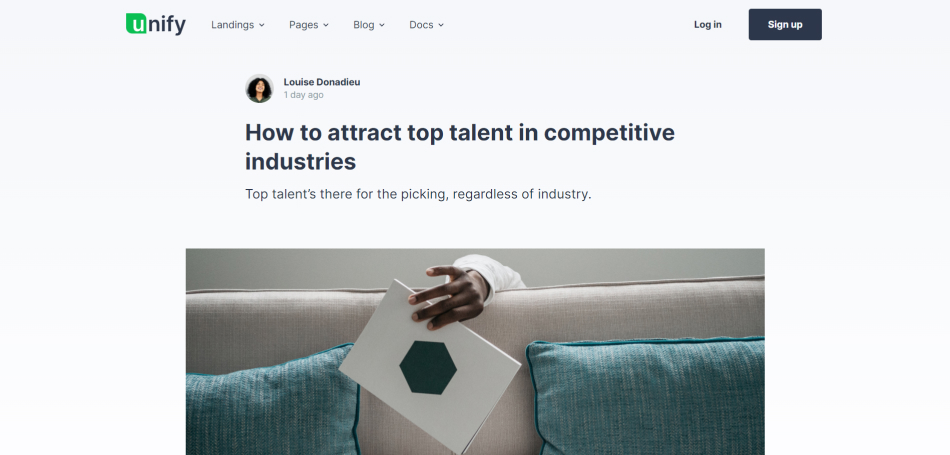 unify
Landings
Pages
Blog
Docs
Log in
Sign up
Louise Donadieu
1 day ago
How to attract top talent in competitive
industries
Top talent’s there for the picking, regardless of industry.